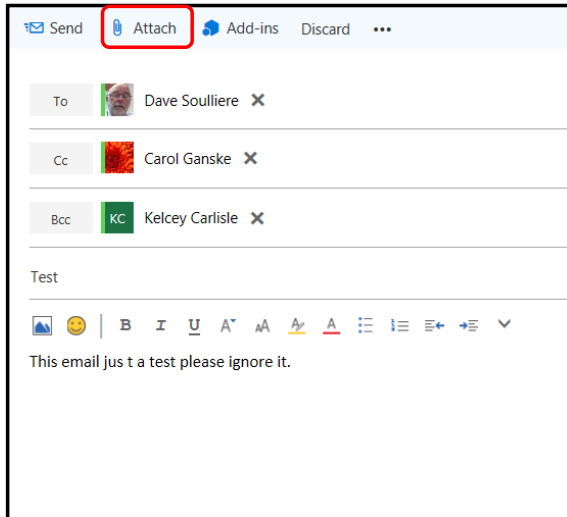 Send Attach Add-ins Discard •••
To Dave Soulliere
Cc Carol Ganske
Bcc KC Kelcey Carlisle
Test
B I U A A A A A
This email jus t a test please ignore it.